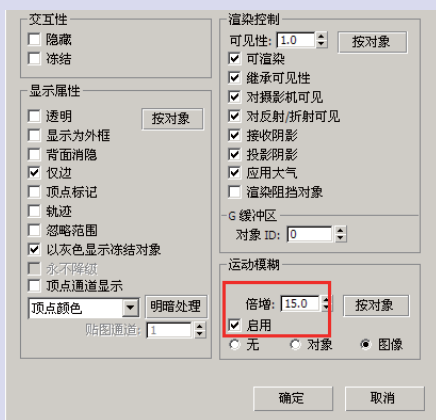 交互性
隐藏
冻结
显示属性
透明
按对象
显示为外框
背面消隐
仅边
顶点标记
轨迹
忽略范围
以灰色显示冻结对象
永不降级
顶点通道显示
顶点颜色
明暗处理
贴图通道: 1
渲染控制
可见性: 1.0
按对象
可渲染
继承可见性
对摄影机可见
对反射/折射可见
接收阴影
投影阴影
应用大气
渲染阻挡对象
G 缓冲区
对象 ID: 0
运动模糊
倍增: 15.0
按对象
启用
无 对象 图像
确定 取消